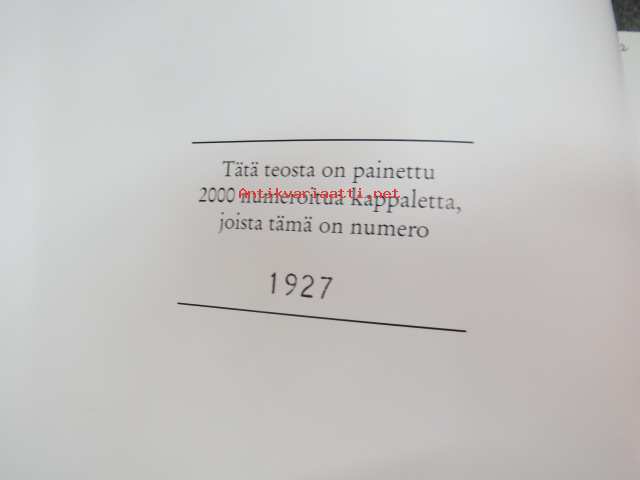 Tätä teosta on painettu
2000 numeroitua kappaletta,
Antikvariaatti.net
joista tämä on numero
1927